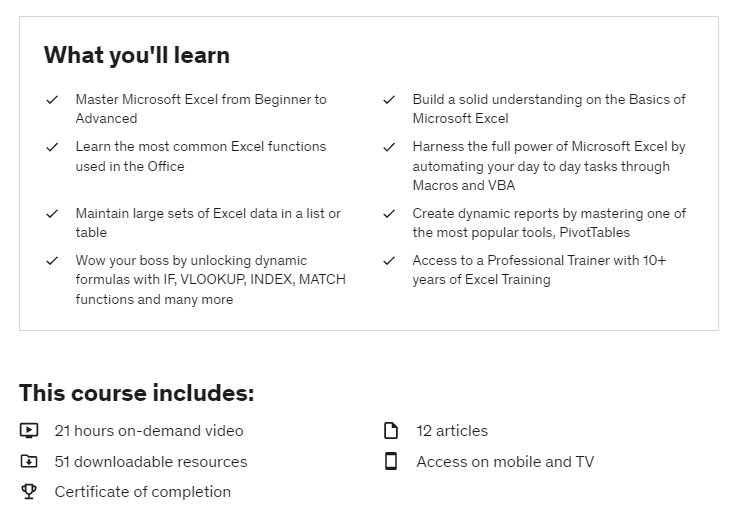 What you'll learn
Master Microsoft Excel from Beginner to
Advanced
Build a solid understanding on the Basics of
Microsoft Excel
Learn the most common Excel functions
used in the Office
Harness the full power of Microsoft Excel by
automating your day to day tasks through
Macros and VBA
Maintain large sets of Excel data in a list or
table
Create dynamic reports by mastering one of
the most popular tools, PivotTables
Wow your boss by unlocking dynamic
formulas with IF, VLOOKUP, INDEX, MATCH
functions and many more
Access to a Professional Trainer with 10+
years of Excel Training
This course includes:
21 hours on-demand video
12 articles
51 downloadable resources
Access on mobile and TV
Certificate of completion